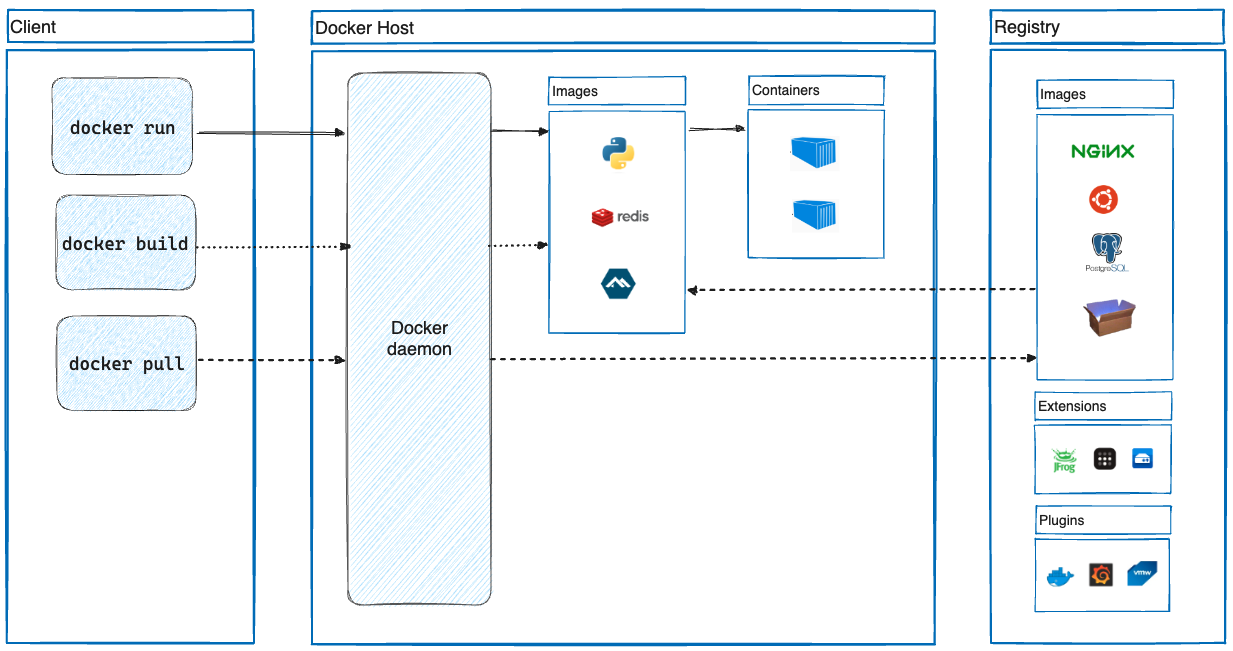 Client
docker run
docker build
docker pull
Docker Host
Docker
daemon
Images
redis
Containers
Registry
Images
NGINX
PostgreSQL
Extensions
JFrog
Plugins
vmw